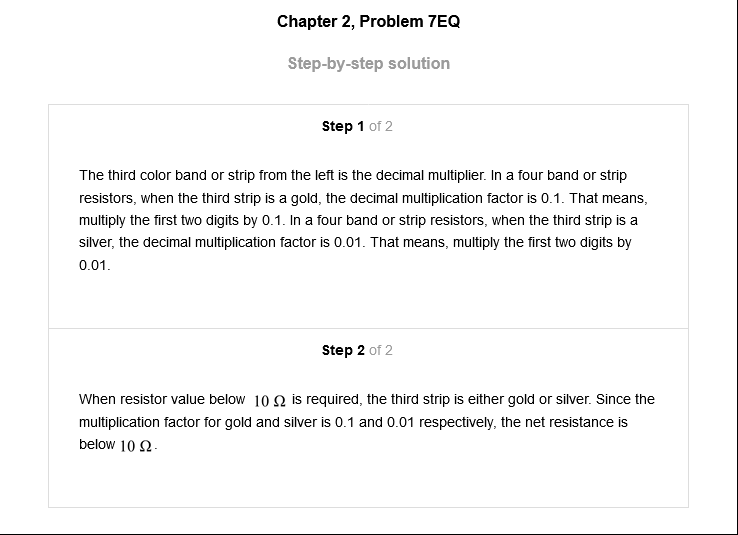 Chapter 2, Problem 7EQ
Step-by-step solution
Step 1 of 2
The third color band or strip from the left is the decimal multiplier. In a four band or strip
resistors, when the third strip is a gold, the decimal multiplication factor is 0.1. That means,
multiply the first two digits by 0.1. In a four band or strip resistors, when the third strip is a
silver, the decimal multiplication factor is 0.01. That means, multiply the first two digits by
0.01.
Step 2 of 2
When resistor value below 10 Ω is required, the third strip is either gold or silver. Since the
multiplication factor for gold and silver is 0.1 and 0.01 respectively, the net resistance is
below 10 Ω.